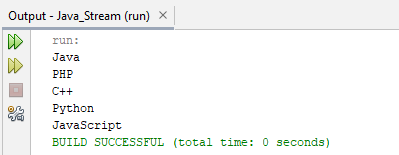 Output - Java_Stream (run)
run:
Java
PHP
C++
Python
JavaScript
BUILD SUCCESSFUL (total time: 0 seconds)